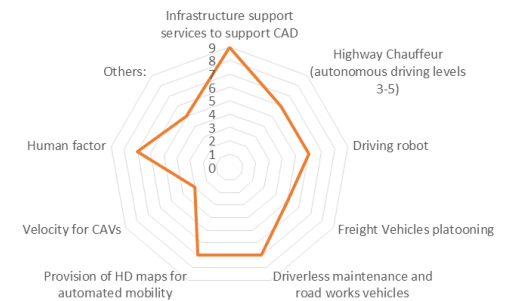 Infrastructure support
services to support CAD
9
8
7
6
5
4
3
2
1
0
Highway Chauffeur
(autonomous driving levels
3-5)
Others:
Human factor
Driving robot
Velocity for CAVs
Freight Vehicles platooning
Provision of HD maps for
automated mobility
Driverless maintenance and
road works vehicles